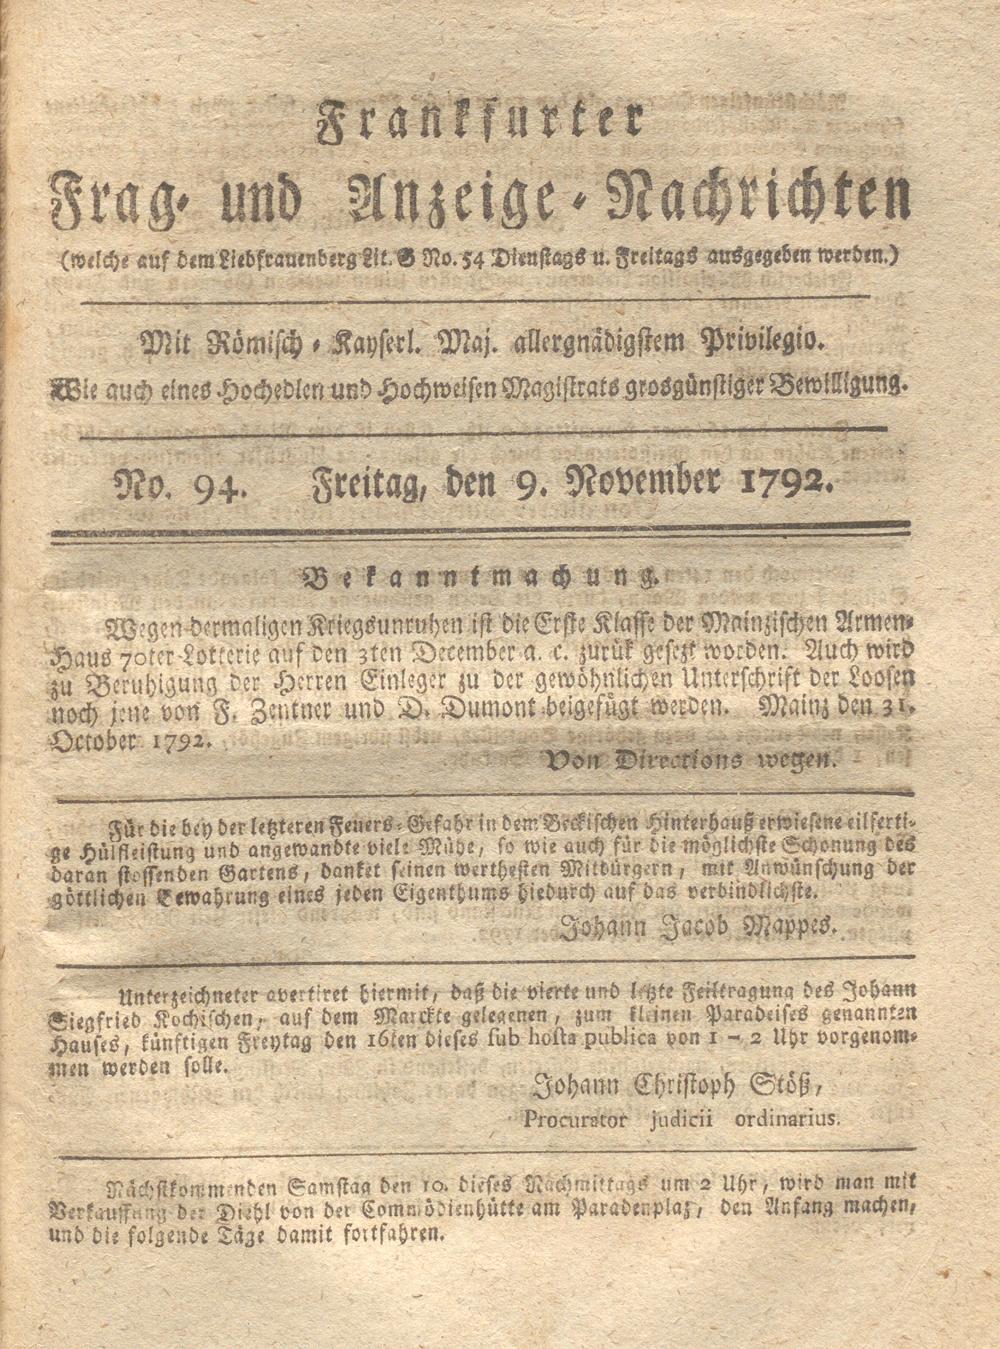 Frankfurter
Frag- und Anzeige-Nachrichten
(welche auf dem Liebfrauenberg Lit. G No. 54 Dienstags u. Freitags ausgegeben werden.)
Mit Römisch-Kayserl. Maj. allergnädigstem Privilegio.
Wie auch eines Hochedlen und Hochweisen Magistrats grosgünstiger Bewilligung.
No. 94. Freitag, den 9. November 1792.
Bekanntmachung.
Wegen dermaligen Kriegsunruhen ist die Erste Klasse der Mainzischen Armen-
Haus 70ter Lotterie auf den 3ten December a. c. zurük gesezt worden. Auch wird
zu Beruhigung der Herren Einleger zu der gewöhnlichen Unterschrift der Loosen
noch jene von F. Zentner und D. Dumont beigefügt werden. Mainz den 31.
October 1792.
Von Directions wegen.
Für die bey der letzteren Feuers-Gefahr in dem Beckischen Hinterhauß erwiesene eilferti-
ge Hülfleistung und angewandte viele Mühe, so wie auch für die möglichste Schonung des
daran stossenden Gartens, danket seinen werthesten Mitbürgern, mit Anwünschung der
göttlichen Bewahrung eines jeden Eigenthums hiedurch auf das verbindlichste.
Johann Jacob Mappes.
Unterzeichneter avertiret hiermit, daß die vierte und letzte Feiltragung des Johann
Siegfried Kochischen, auf dem Marckte gelegenen, zum kleinen Paradeises genannten
Hauses, künftigen Freytag den 16ten dieses sub hasta publica von 1 - 2 Uhr vorgenom-
men werden solle.
Johann Christoph Stöß,
Procurator judicii ordinarius.
Nächstkommenden Samstag den 10. dieses Nachmittags um 2 Uhr, wird man mit
Verkauffung der Diehl von der Commödienhütte am Paradenplaz, den Anfang machen,
und die folgende Täge damit fortfahren.